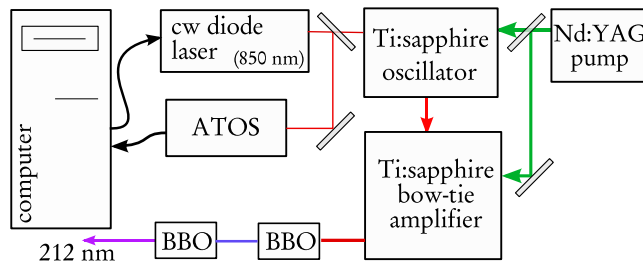 cw diode
laser
(850 nm)
Ti:sapphire
oscillator
Nd:YAG
pump
computer
ATOS
Ti:sapphire
bow-tie
amplifier
212 nm
BBO
BBO